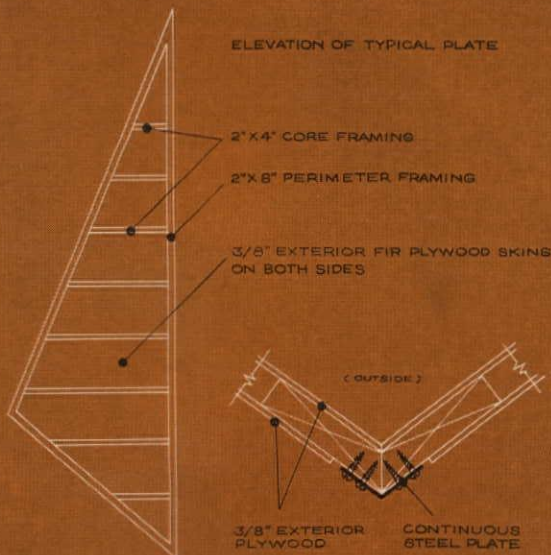 ELEVATION OF TYPICAL PLATE
2"X4" CORE FRAMING
2"X6" PERIMETER FRAMING
3/8" EXTERIOR FIR PLYWOOD SKINS
ON BOTH SIDES
(OUTSIDE)
3/8" EXTERIOR
PLYWOOD
CONTINUOUS
STEEL PLATE